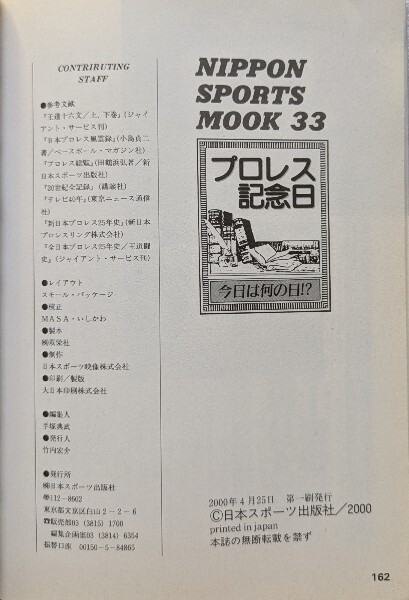 CONTRIRUTING
STAFF
●参考文献
『王道十六文/上、下巻』(ジャイ
アント・サービス刊)
『日本プロレス風雲録』(小島貞二
著/ベースボール・マガジン社)
『プロレス総覧』(田鶴浜弘著/新
日本スポーツ出版社)
『20世紀全記録』(講談社)
『テレビ40年』(東京ニュース通信
社)
『新日本プロレス25年史』(㈱新日本
プロレスリング株式会社)
『全日本プロレス25年史/王道闘
史』(ジャイアント・サービス刊)
●レイアウト
スモール・パッケージ
●校正
MASA・いしかわ
●製本
㈱双栄社
●制作
日本スポーツ映像株式会社
●印刷/製版
大日本印刷株式会社
●編集人
手塚典武
●発行人
竹内宏介
●発行所
㈱日本スポーツ出版社
〒112-8602
東京都文京区白山2-2-6
☎販売部03 (3815) 1700
編集企画室03 (3814) 6354
振替口座 00150-5-84865
NIPPON
SPORTS
MOOK 33
プロレス
記念日
今日は何の日!?
2000年4月25日 第一刷発行
©日本スポーツ出版社/2000
printed in japan
本誌の無断転載を禁ず
162